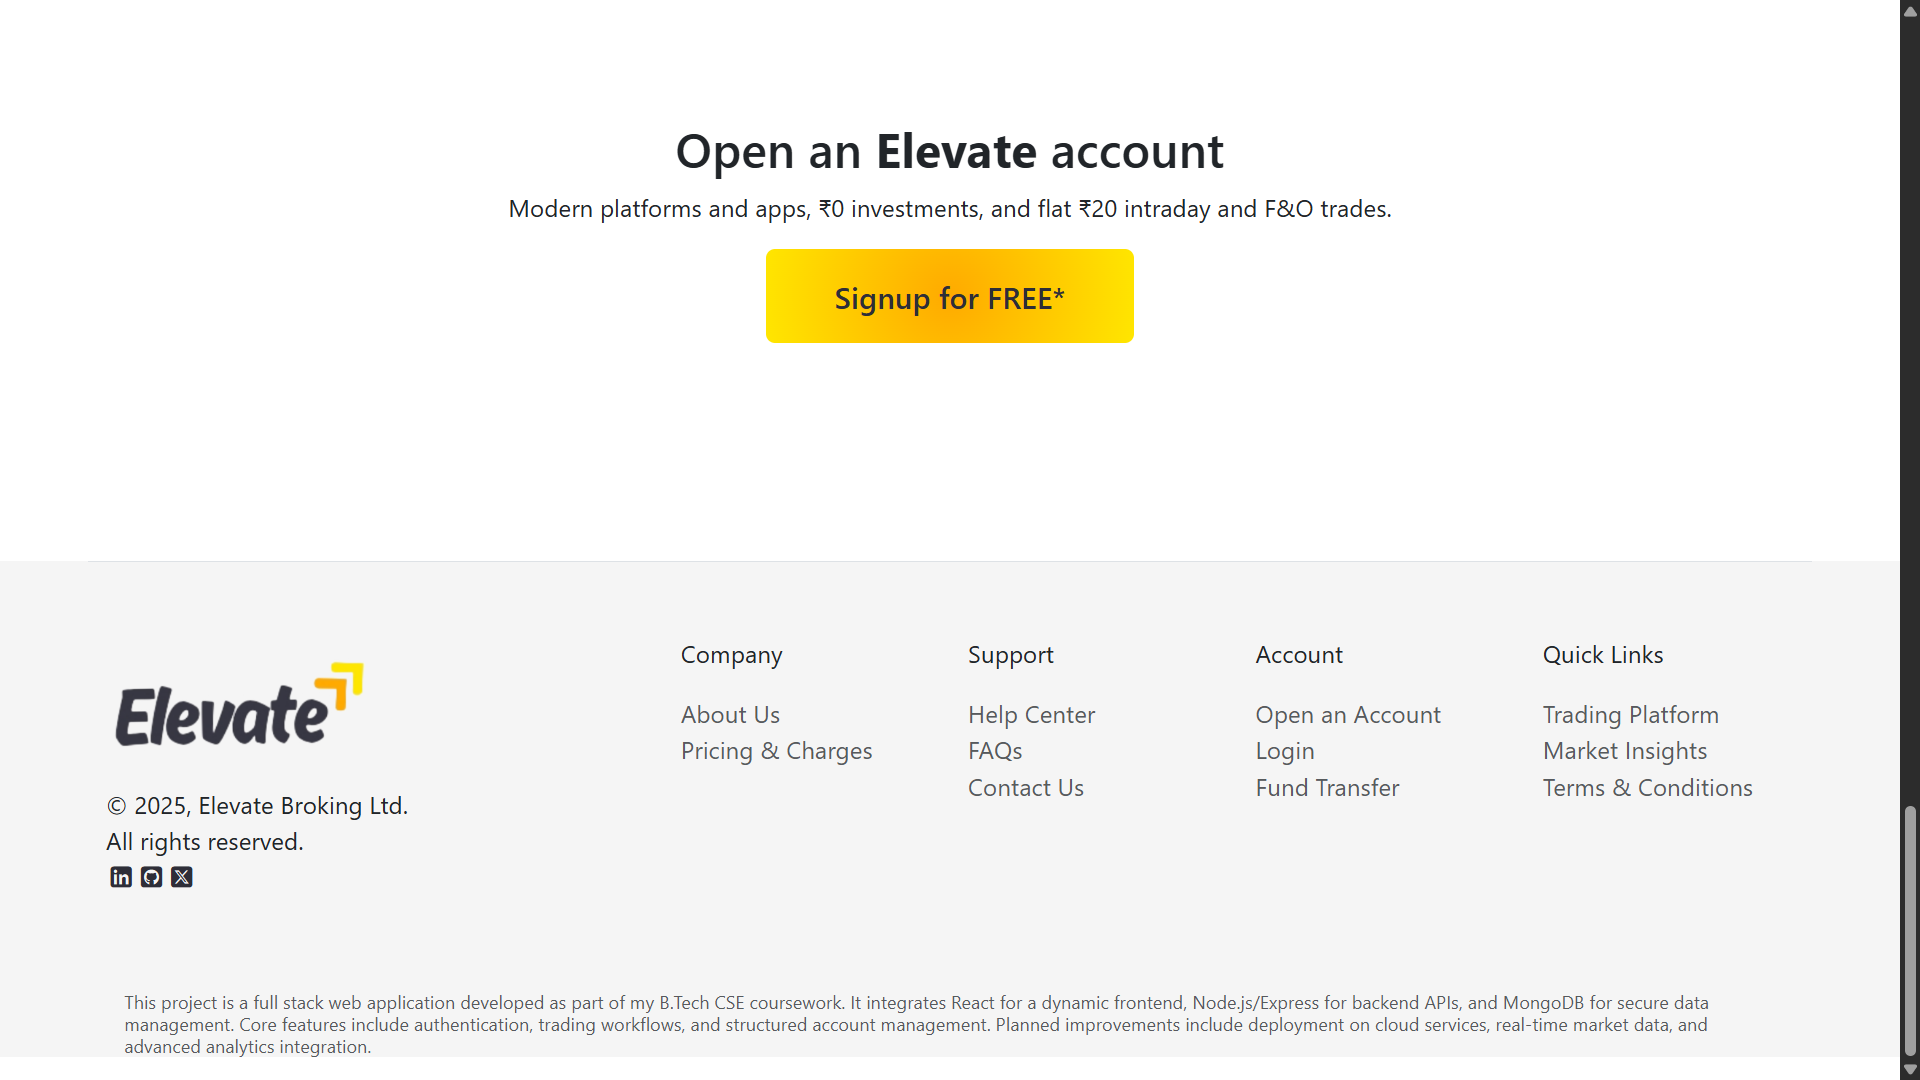 Open an Elevate account
Modern platforms and apps, ₹0 investments, and flat ₹20 intraday and F&O trades.
Signup for FREE*
Elevate
© 2025, Elevate Broking Ltd.
All rights reserved.
in
X
Company
About Us
Pricing & Charges
Support
Help Center
FAQs
Contact Us
Account
Open an Account
Login
Fund Transfer
Quick Links
Trading Platform
Market Insights
Terms & Conditions
This project is a full stack web application developed as part of my B.Tech CSE coursework. It integrates React for a dynamic frontend, Node.js/Express for backend APIs, and MongoDB for secure data
management. Core features include authentication, trading workflows, and structured account management. Planned improvements include deployment on cloud services, real-time market data, and
advanced analytics integration.